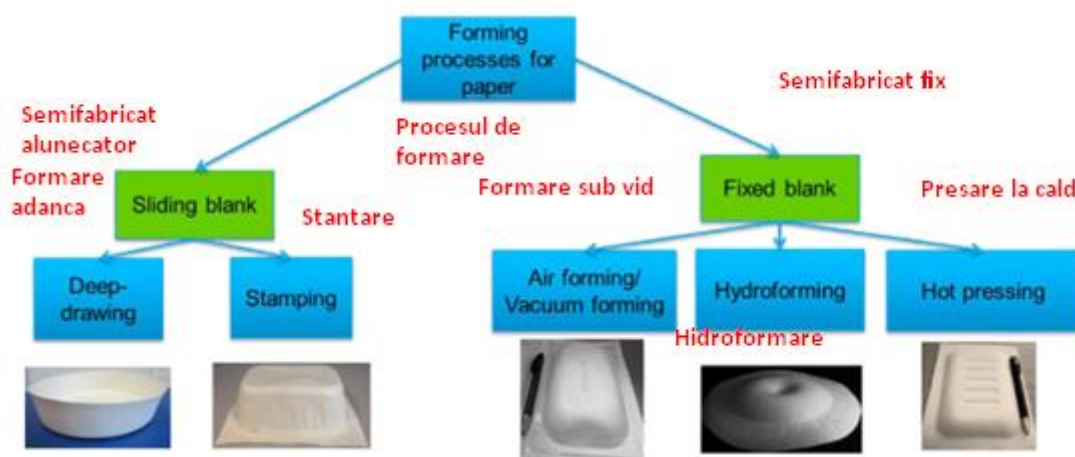 Forming
processes for
paper
Semifabricat fix
Semifabricat
alunecator
Procesul de
formare
Formare
adanca
Sliding blank
Stantare
Formare sub vid
Fixed blank
Presare la cald
Deep-
drawing
Stamping
Air forming/
Vacuum forming
Hydroforming
Hot pressing
Hidroformare